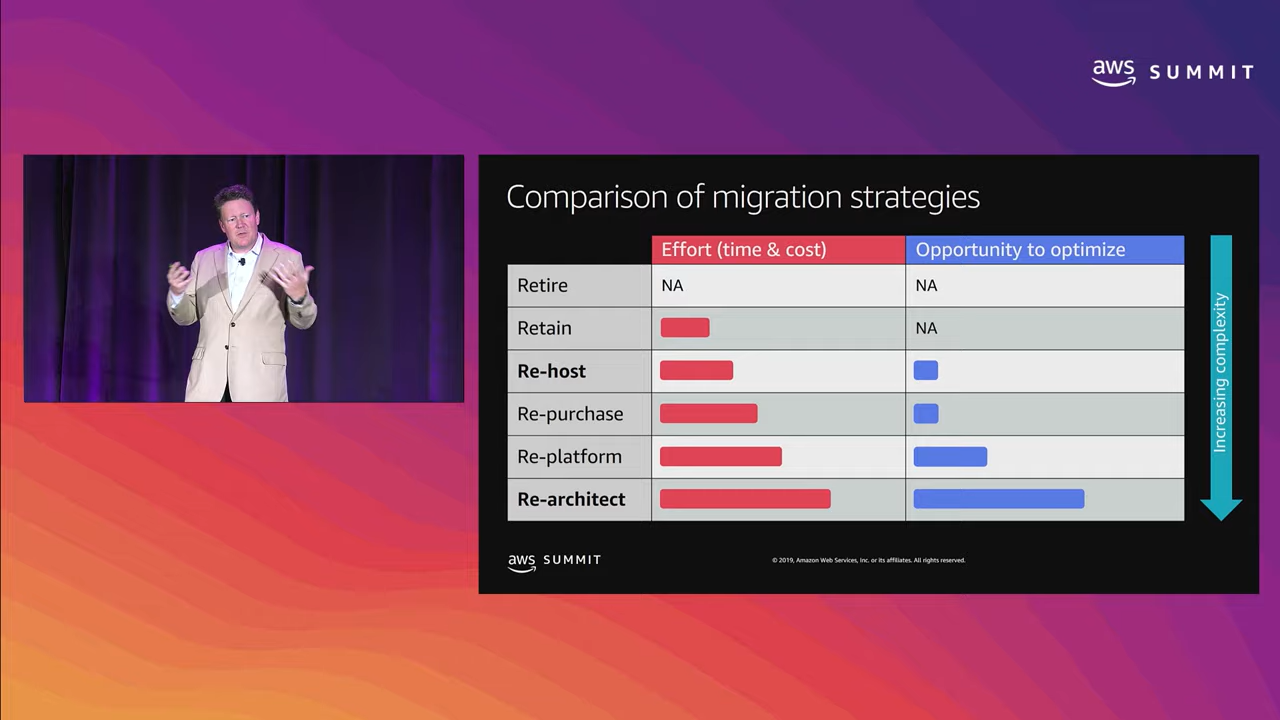 aws SUMMIT
Comparison of migration strategies
Effort (time & cost) Opportunity to optimize
Retire NA NA
Retain NA
Re-host
Re-purchase
Re-platform
Re-architect
Increasing complexity
aws SUMMIT
© 2019, Amazon Web Services, Inc. or its affiliates. All rights reserved.